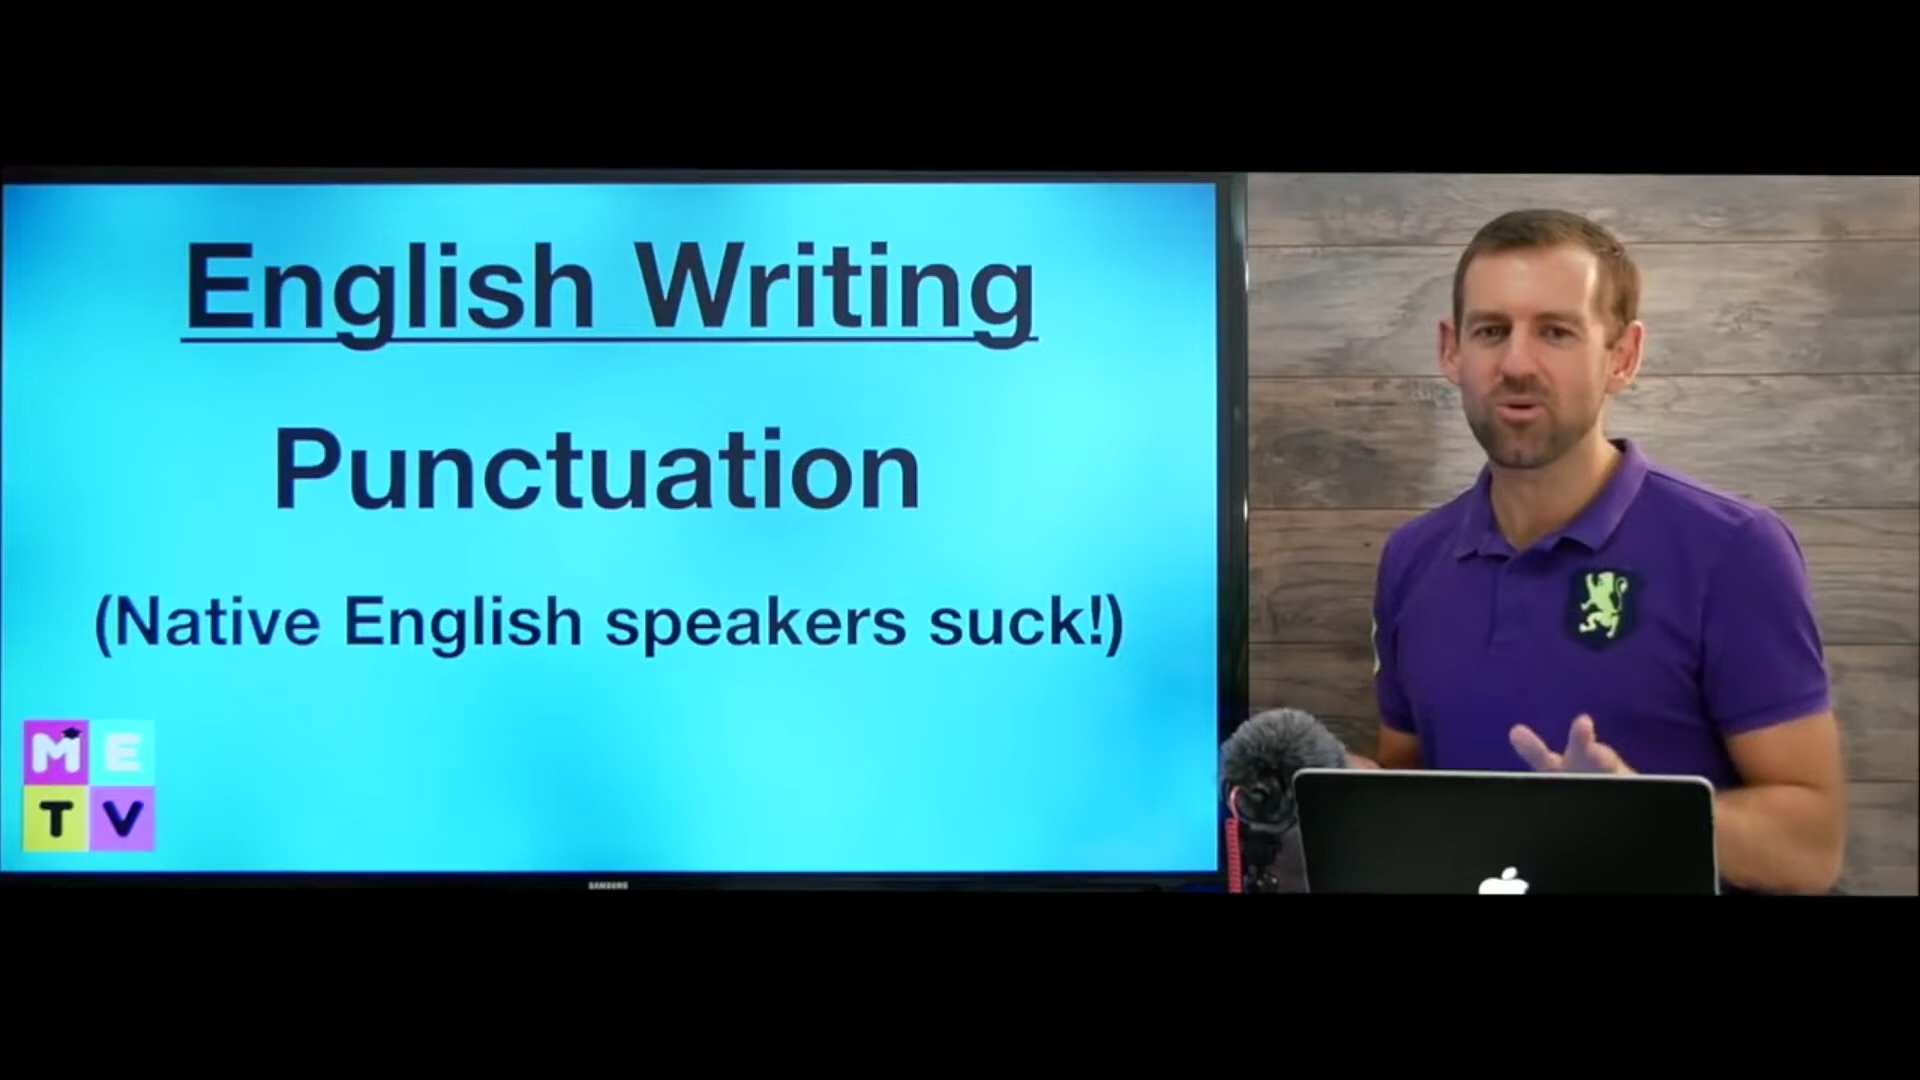 English Writing
Punctuation
(Native English speakers suck!)
M E
T V
SAMSUNG